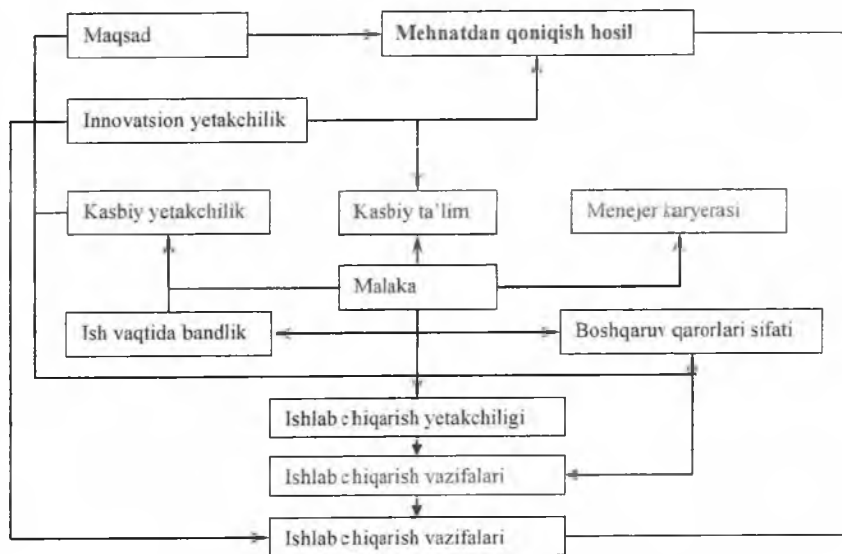 Maqsad
Mehnatdan qoniqish hosil
Innovatsion yetakchilik
Kasbiy yetakchilik
Kasbiy ta'lim
Menejer karyerasi
Malaka
Ish vaqtida bandlik
Boshqaruv qarorlari sifati
Ishlab chiqarish yetakchiligi
Ishlab chiqarish vazifalari
Ishlab chiqarish vazifalari